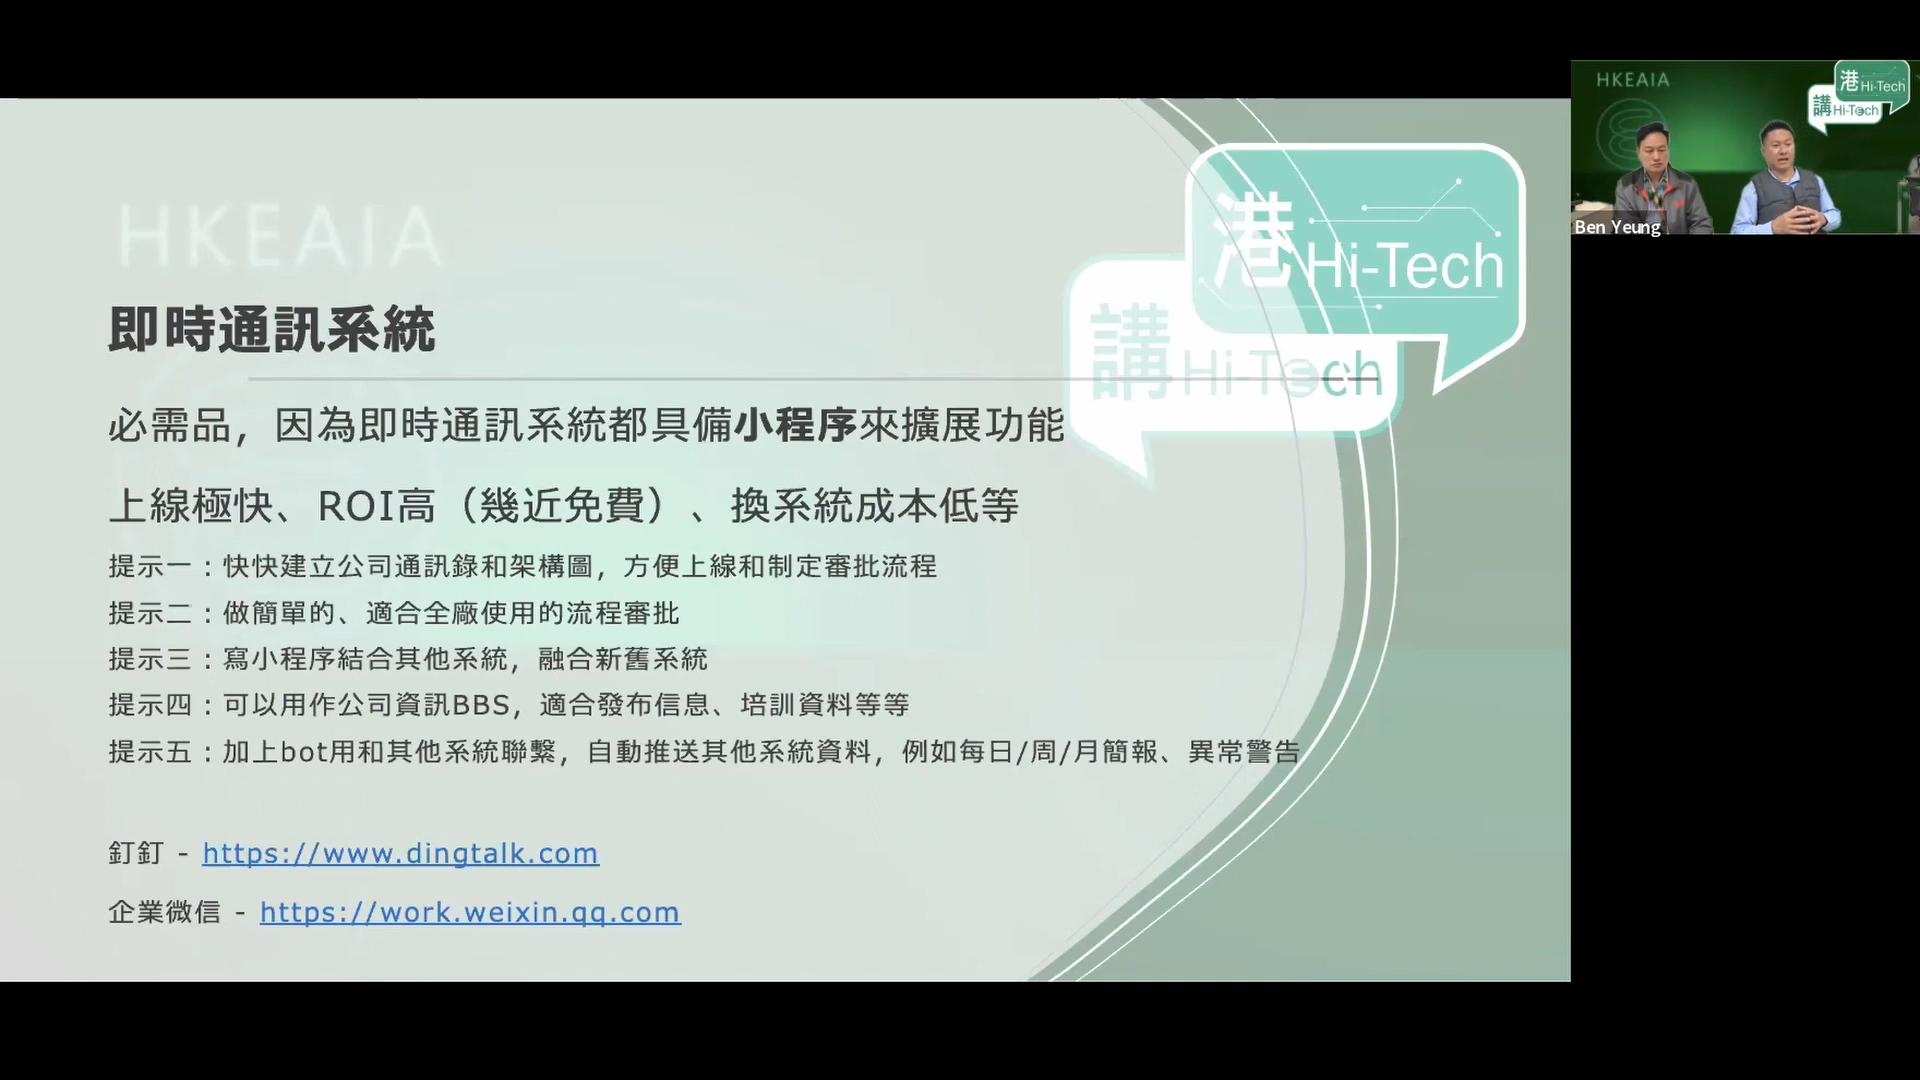 HKEAIA
港Hi-Tech
講Hi-Tech
即時通訊系統
必需品，因為即時通訊系統都具備小程序來擴展功能
上線極快、ROI高（幾近免費）、換系統成本低等
提示一：快快建立公司通訊錄和架構圖，方便上線和制定審批流程
提示二：做簡單的、適合全廠使用的流程審批
提示三：寫小程序結合其他系統，融合新舊系統
提示四：可以用作公司資訊BBS，適合發布信息、培訓資料等等
提示五：加上bot用和其他系統聯繫，自動推送其他系統資料，例如每日/周/月簡報、異常警告
釘釘 - https://www.dingtalk.com
企業微信 - https://work.weixin.qq.com
HKEAIA
港Hi-Tech
講Hi-Tech
Ben Yeung